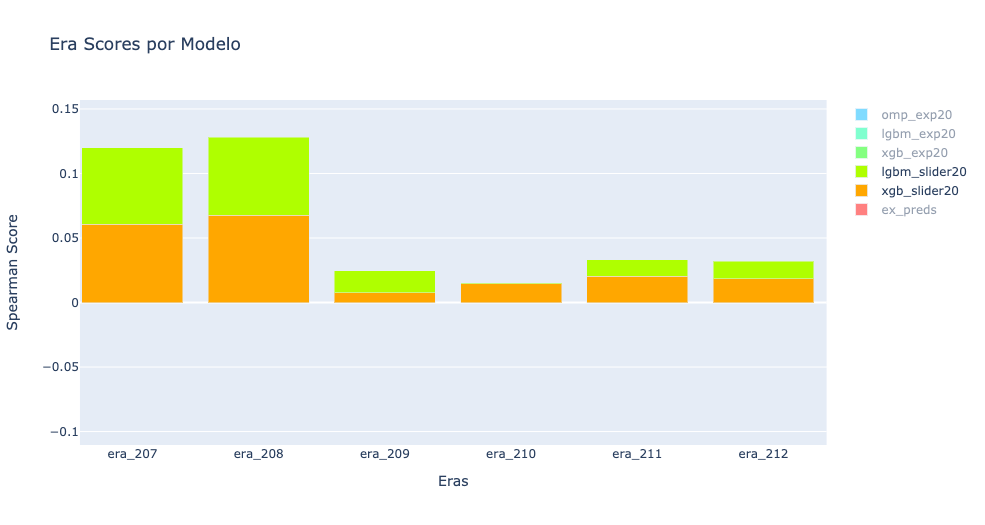 Era Scores por Modelo
Spearman Score
0.15
0.1
0.05
0
−0.05
−0.1
era_207
era_208
era_209
era_210
era_211
era_212
Eras
omp_exp20
lgbm_exp20
xgb_exp20
lgbm_slider20
xgb_slider20
ex_preds